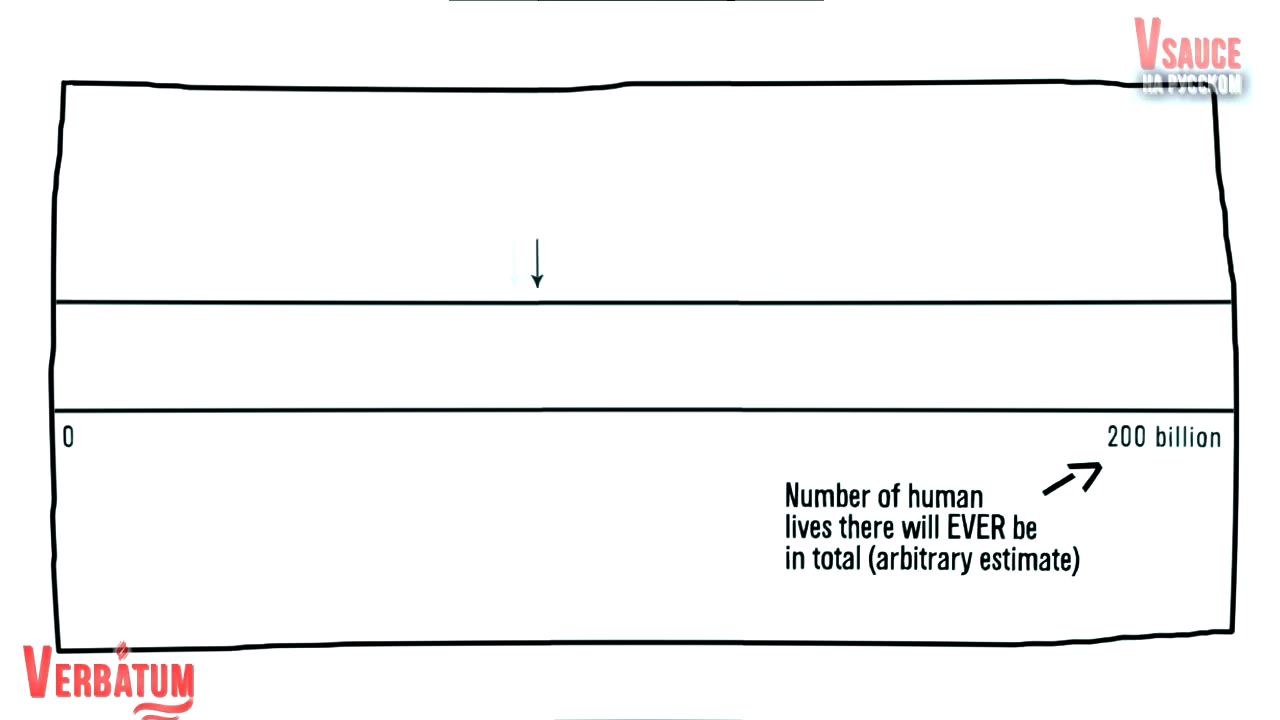 VSAUCE
НА РУССКОМ
0
200 billion
Number of human
lives there will EVER be
in total (arbitrary estimate)
VERBATUM